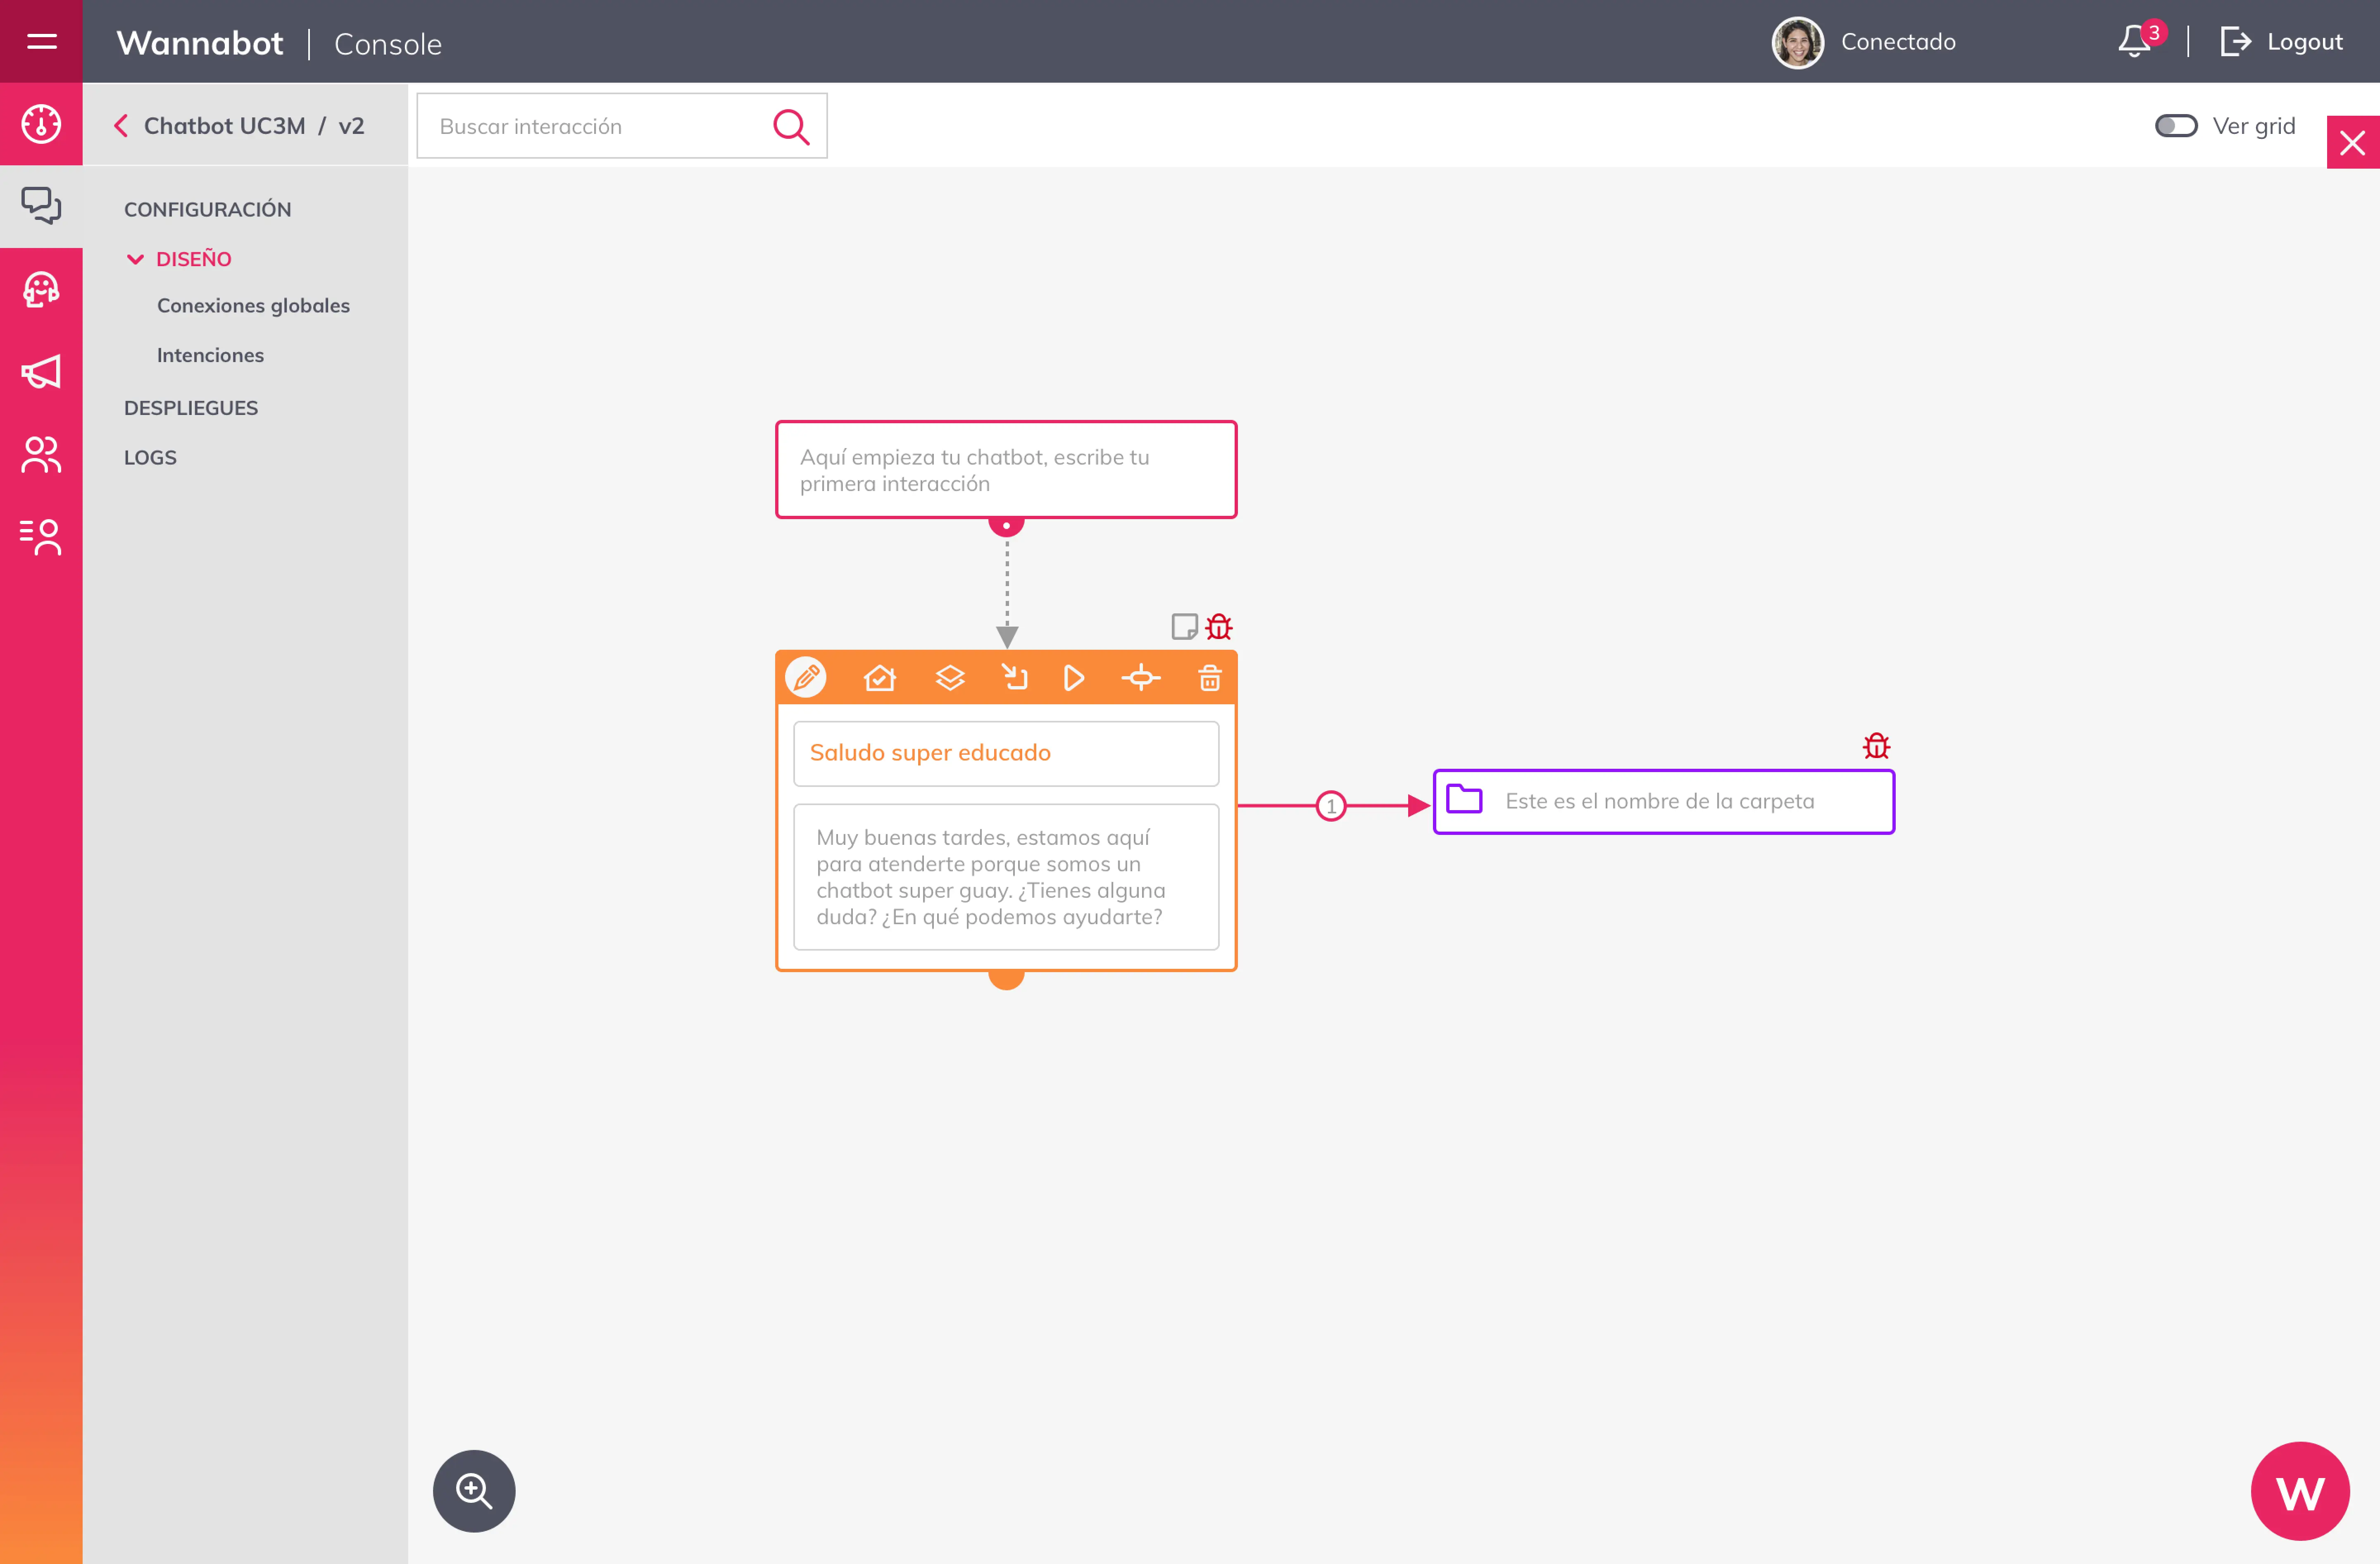 Wannabot | Console
Conectado
3
Logout
Chatbot UC3M / v2
Buscar interacción
Ver grid
CONFIGURACIÓN
DISEÑO
Conexiones globales
Intenciones
DESPLIEGUES
LOGS
Aquí empieza tu chatbot, escribe tu
primera interacción
Saludo super educado
Muy buenas tardes, estamos aquí
para atenderte porque somos un
chatbot super guay. ¿Tienes alguna
duda? ¿En qué podemos ayudarte?
1
Este es el nombre de la carpeta
W